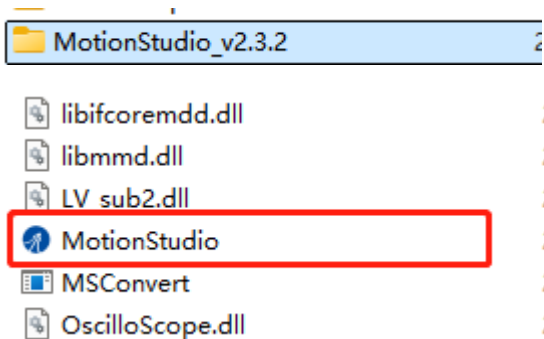 MotionStudio_v2.3.2
libifcoremdd.dll
libmmd.dll
LV_sub2.dll
MotionStudio
MSConvert
OscilloScope.dll